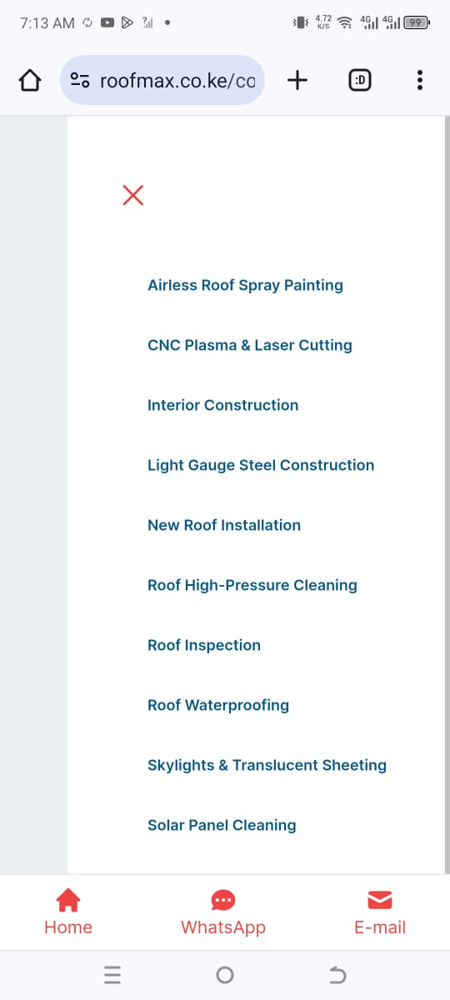 7:13 AM
4.72
K/S
4G
4G
99
roofmax.co.ke/co
:D
Airless Roof Spray Painting
CNC Plasma & Laser Cutting
Interior Construction
Light Gauge Steel Construction
New Roof Installation
Roof High-Pressure Cleaning
Roof Inspection
Roof Waterproofing
Skylights & Translucent Sheeting
Solar Panel Cleaning
Home
WhatsApp
E-mail